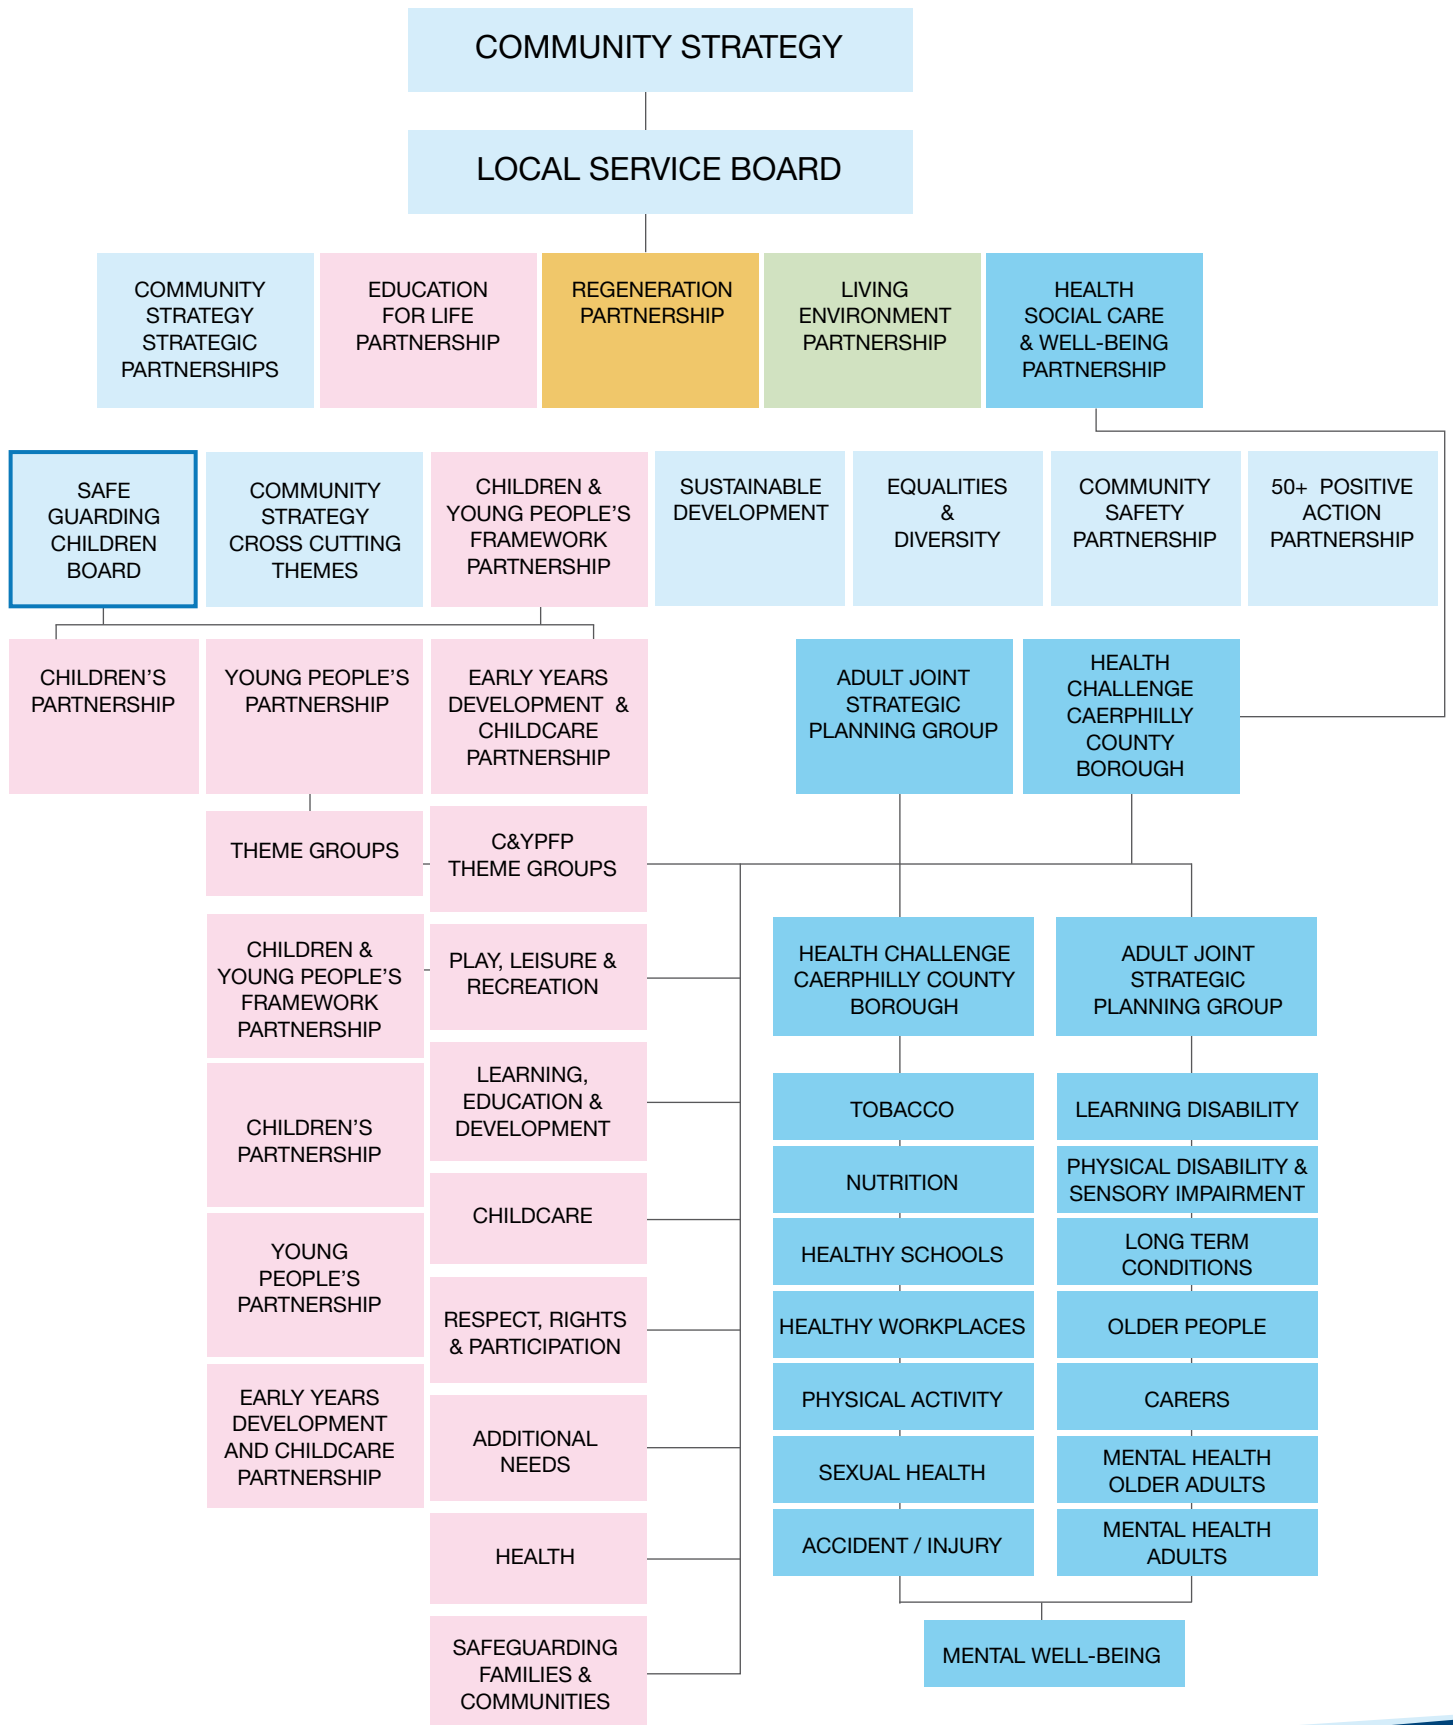 COMMUNITY STRATEGY
LOCAL SERVICE BOARD
COMMUNITY
STRATEGY
STRATEGIC
PARTNERSHIPS
EDUCATION
FOR LIFE
PARTNERSHIP
REGENERATION
PARTNERSHIP
LIVING
ENVIRONMENT
PARTNERSHIP
HEALTH
SOCIAL CARE
& WELL-BEING
PARTNERSHIP
SAFE
GUARDING
CHILDREN
BOARD
COMMUNITY
STRATEGY
CROSS CUTTING
THEMES
CHILDREN &
YOUNG PEOPLE'S
FRAMEWORK
PARTNERSHIP
SUSTAINABLE
DEVELOPMENT
EQUALITIES
&
DIVERSITY
COMMUNITY
SAFETY
PARTNERSHIP
50+ POSITIVE
ACTION
PARTNERSHIP
CHILDREN'S
PARTNERSHIP
YOUNG PEOPLE'S
PARTNERSHIP
EARLY YEARS
DEVELOPMENT &
CHILDCARE
PARTNERSHIP
ADULT JOINT
STRATEGIC
PLANNING GROUP
HEALTH
CHALLENGE
CAERPHILLY
COUNTY
BOROUGH
THEME GROUPS
C&YPFP
THEME GROUPS
CHILDREN &
YOUNG PEOPLE'S
FRAMEWORK
PARTNERSHIP
CHILDREN'S
PARTNERSHIP
YOUNG
PEOPLE'S
PARTNERSHIP
EARLY YEARS
DEVELOPMENT
AND CHILDCARE
PARTNERSHIP
PLAY, LEISURE &
RECREATION
LEARNING,
EDUCATION &
DEVELOPMENT
CHILDCARE
RESPECT, RIGHTS
& PARTICIPATION
ADDITIONAL
NEEDS
HEALTH
SAFEGUARDING
FAMILIES &
COMMUNITIES
HEALTH CHALLENGE
CAERPHILLY COUNTY
BOROUGH
TOBACCO
NUTRITION
HEALTHY SCHOOLS
HEALTHY WORKPLACES
PHYSICAL ACTIVITY
SEXUAL HEALTH
ACCIDENT / INJURY
ADULT JOINT
STRATEGIC
PLANNING GROUP
LEARNING DISABILITY
PHYSICAL DISABILITY &
SENSORY IMPAIRMENT
LONG TERM
CONDITIONS
OLDER PEOPLE
CARERS
MENTAL HEALTH
OLDER ADULTS
MENTAL HEALTH
ADULTS
MENTAL WELL-BEING